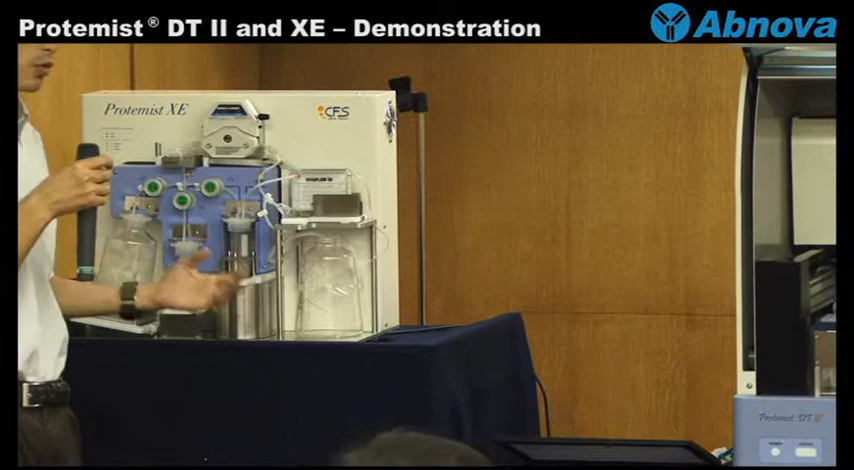 Protemist® DT II and XE – Demonstration
Abnova
Protemist XE
CFS
Protemist DT II